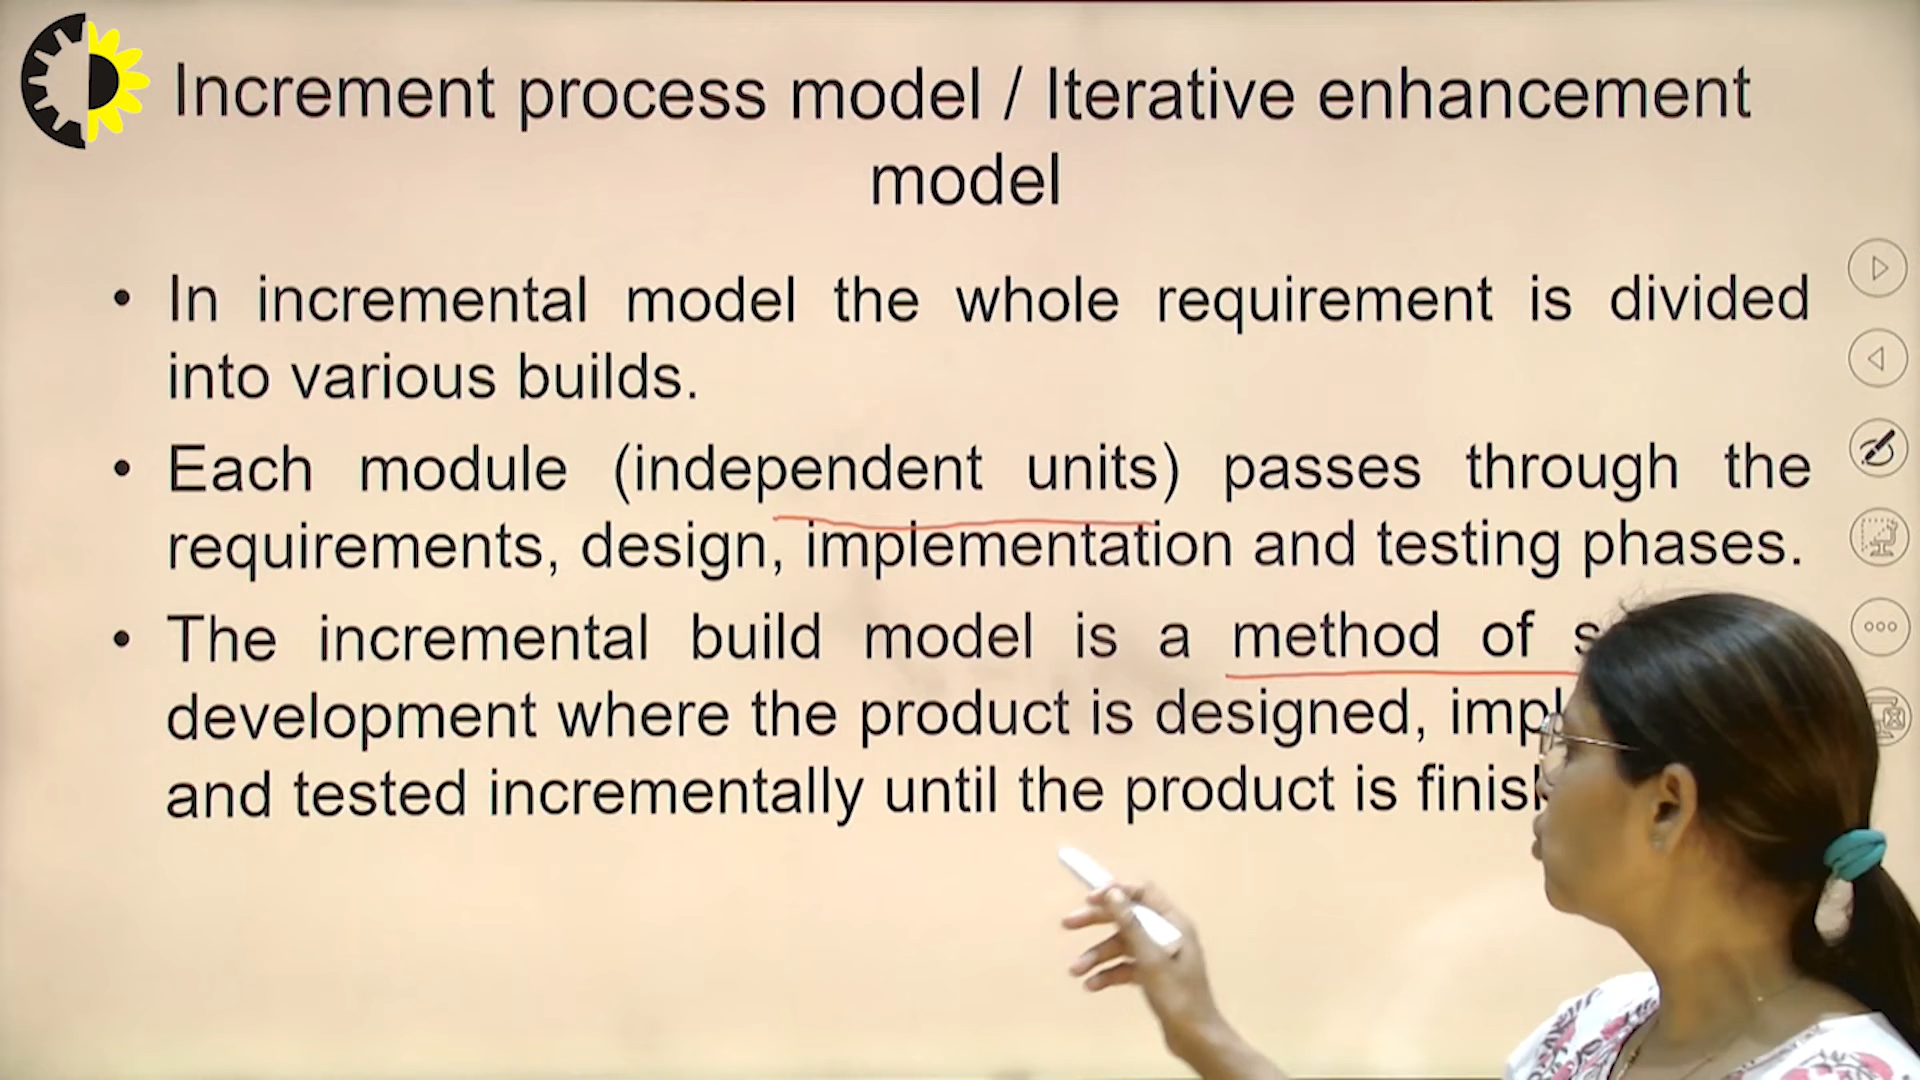 Increment process model / Iterative enhancement
model
• In incremental model the whole requirement is divided
into various builds.
• Each module (independent units) passes through the
requirements, design, implementation and testing phases.
• The incremental build model is a method of
development where the product is designed,
and tested incrementally until the product is